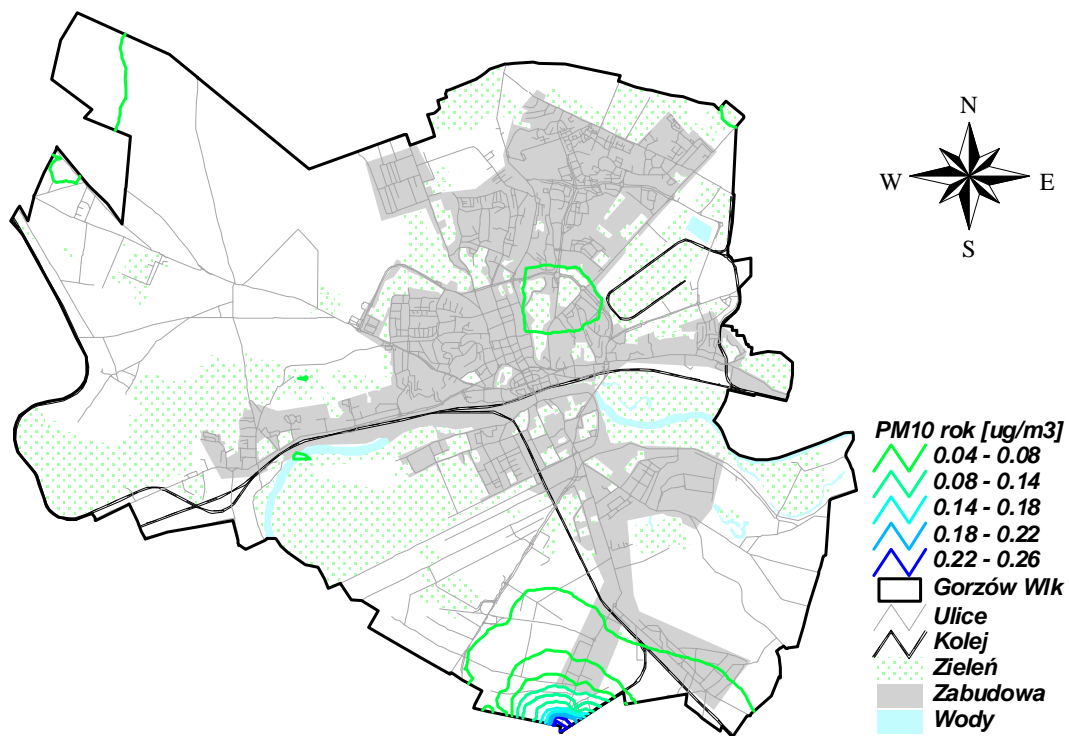 N
W
E
S
PM10 rok [ug/m3]
0.04 - 0.08
0.08 - 0.14
0.14 - 0.18
0.18 - 0.22
0.22 - 0.26
Gorzów Wlk
Ulice
Kolej
Zieleń
Zabudowa
Wody